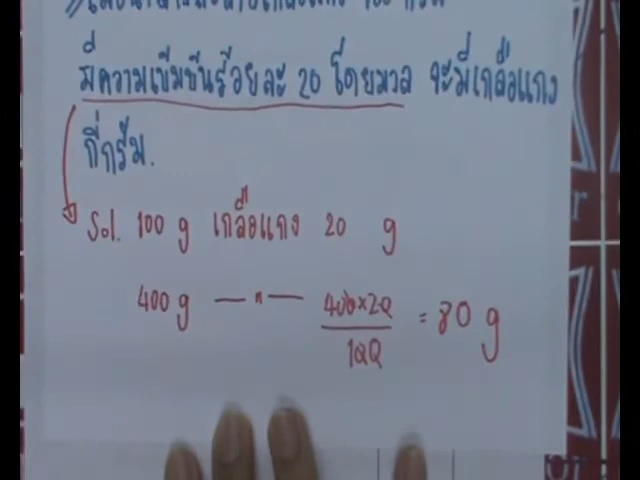 มีความเข้มข้นร้อยละ 20 โดยมวล จะมีเกลือแกง
กี่กรัม.
Sol. 100 g เกลือแกง 20 g
400 g — " — 400×20 / 100 = 80 g